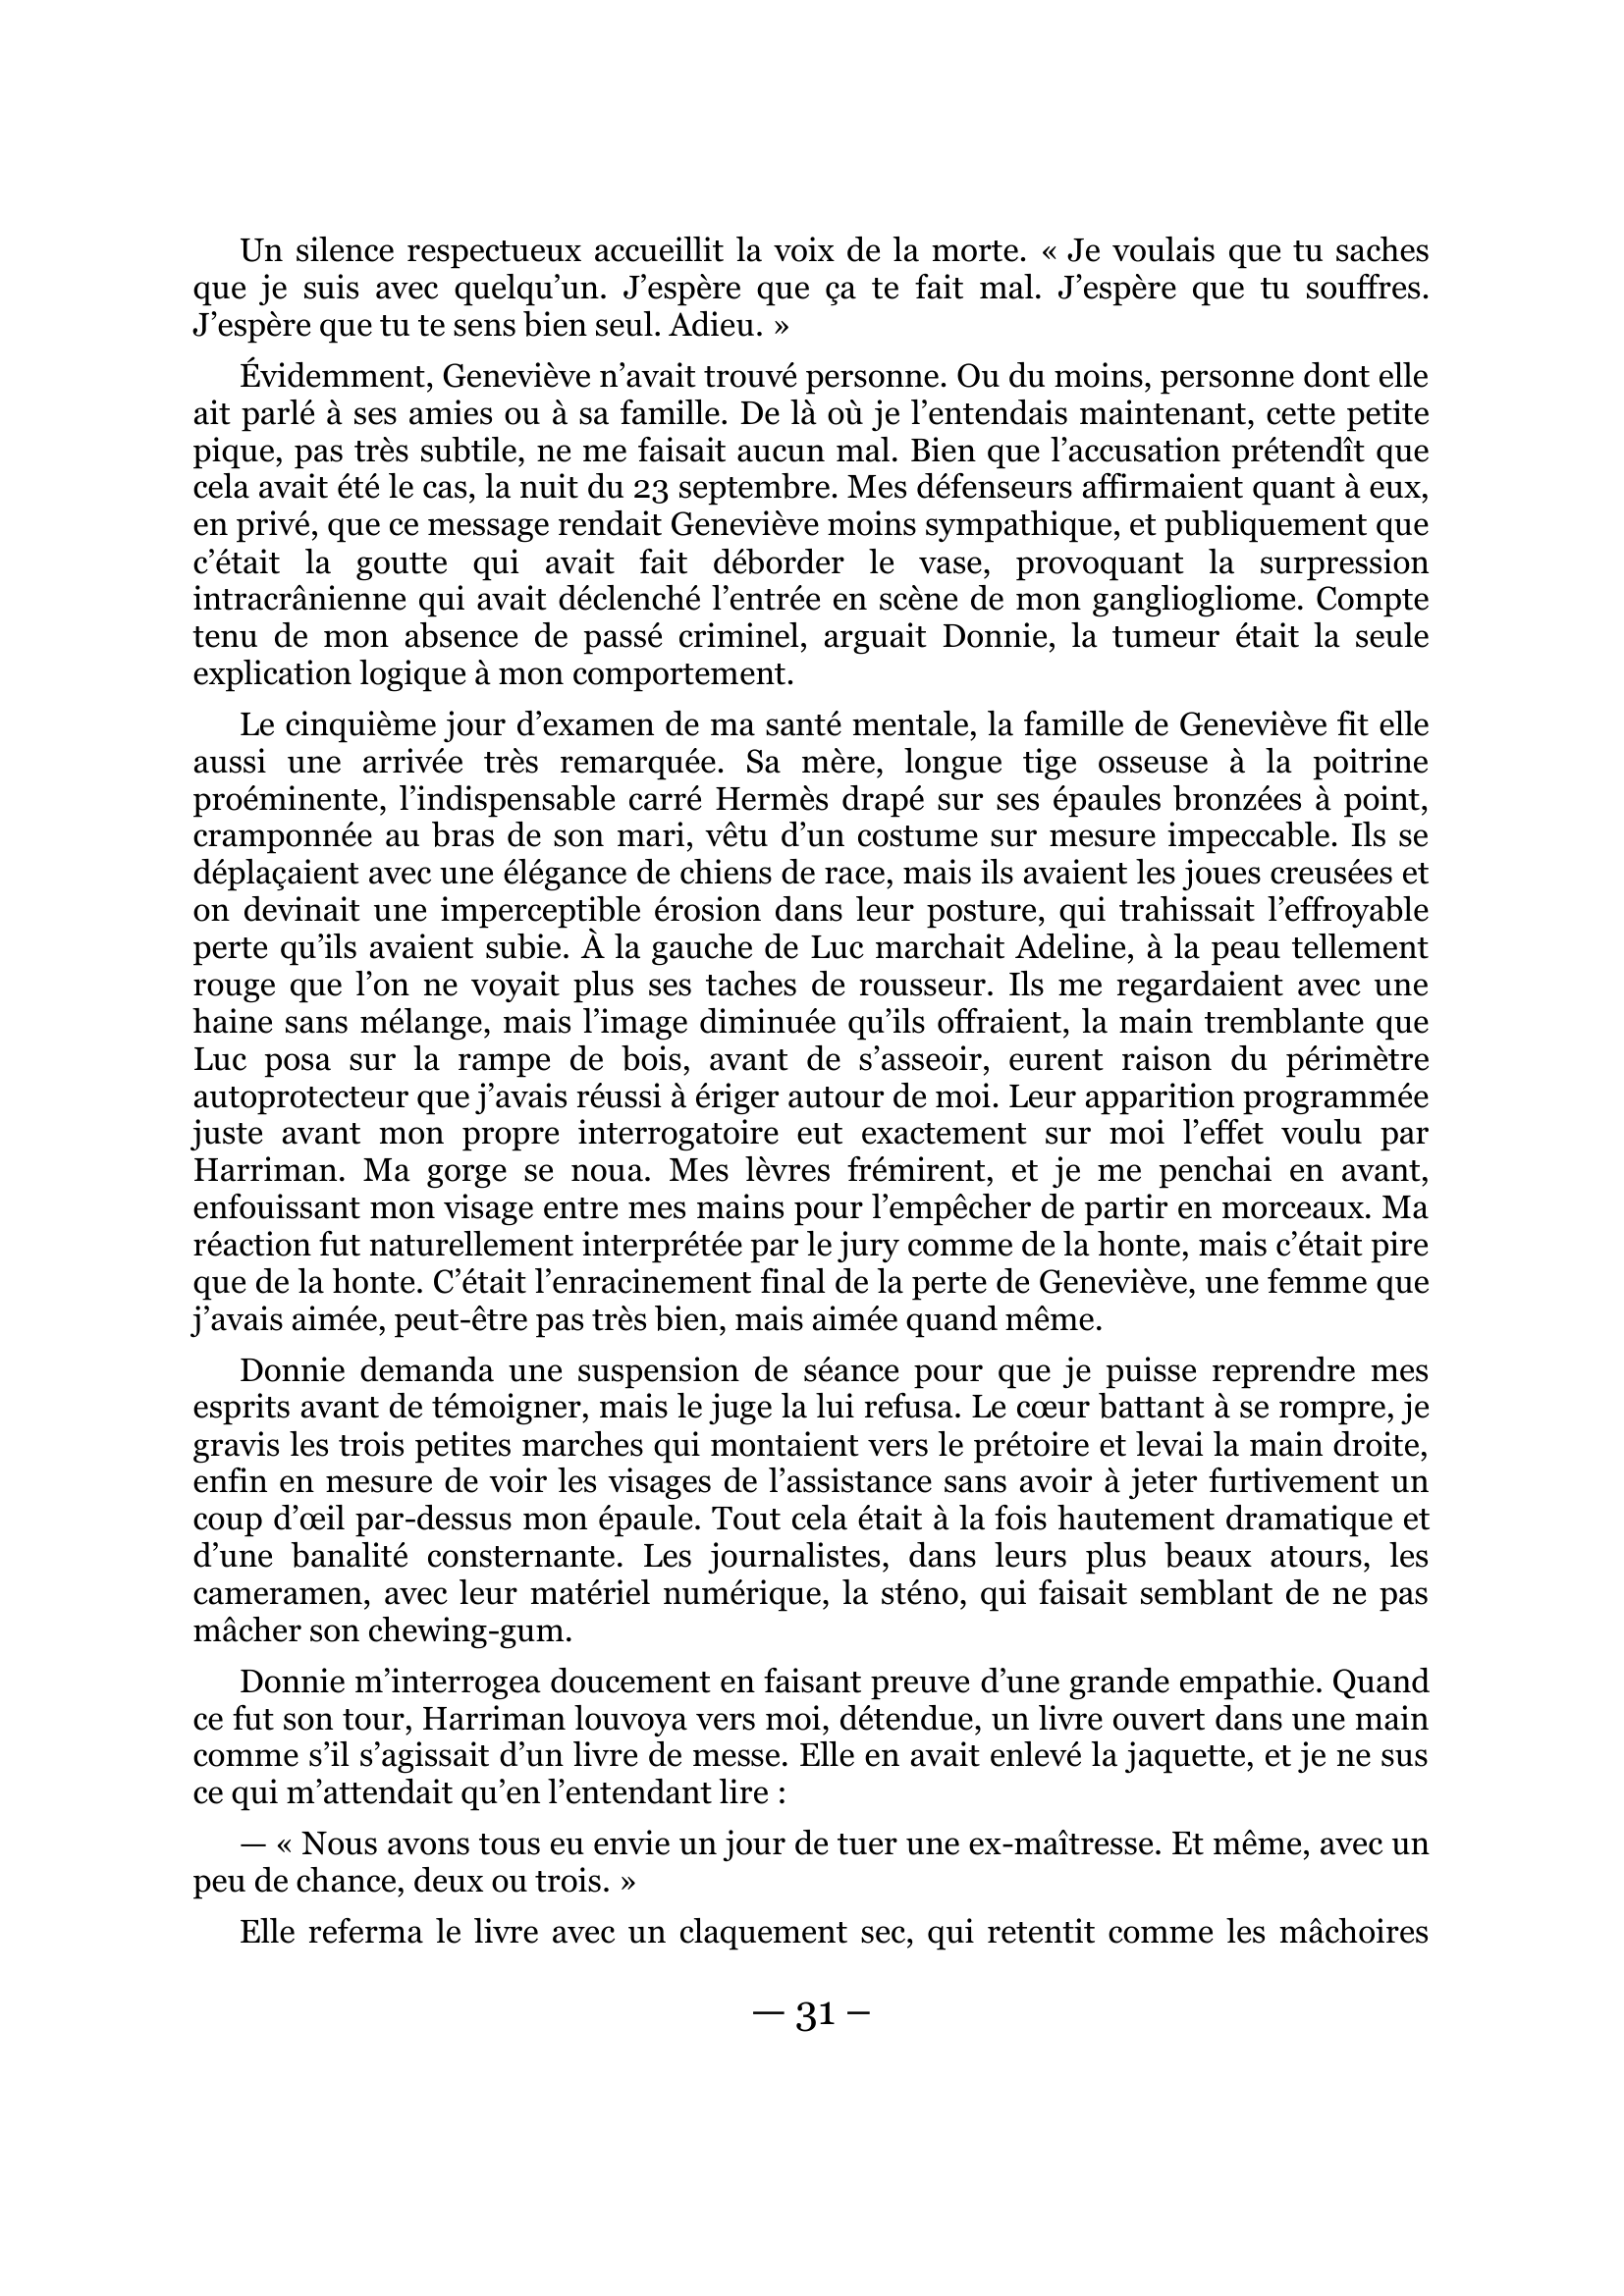 Un silence respectueux accueillit la voix de la morte. « Je voulais que tu saches
que je suis avec quelqu’un. J’espère que ça te fait mal. J’espère que tu souffres.
J’espère que tu te sens bien seul. Adieu. »
Évidemment, Geneviève n’avait trouvé personne. Ou du moins, personne dont elle
ait parlé à ses amies ou à sa famille. De là où je l’entendais maintenant, cette petite
pique, pas très subtile, ne me faisait aucun mal. Bien que l’accusation prétendît que
cela avait été le cas, la nuit du 23 septembre. Mes défenseurs affirmaient quant à eux,
en privé, que ce message rendait Geneviève moins sympathique, et publiquement que
c’était la goutte qui avait fait déborder le vase, provoquant la surpression
intracrânienne qui avait déclenché l’entrée en scène de mon gangliogliome. Compte
tenu de mon absence de passé criminel, arguait Donnie, la tumeur était la seule
explication logique à mon comportement.
Le cinquième jour d’examen de ma santé mentale, la famille de Geneviève fit elle
aussi une arrivée très remarquée. Sa mère, longue tige osseuse à la poitrine
proéminente, l’indispensable carré Hermès drapé sur ses épaules bronzées à point,
cramponnée au bras de son mari, vêtu d’un costume sur mesure impeccable. Ils se
déplaçaient avec une élégance de chiens de race, mais ils avaient les joues creusées et
on devinait une imperceptible érosion dans leur posture, qui trahissait l’effroyable
perte qu’ils avaient subie. À la gauche de Luc marchait Adeline, à la peau tellement
rouge que l’on ne voyait plus ses taches de rousseur. Ils me regardaient avec une
haine sans mélange, mais l’image diminuée qu’ils offraient, la main tremblante que
Luc posa sur la rampe de bois, avant de s’asseoir, eurent raison du périmètre
autoprotecteur que j’avais réussi à ériger autour de moi. Leur apparition programmée
juste avant mon propre interrogatoire eut exactement sur moi l’effet voulu par
Harriman. Ma gorge se noua. Mes lèvres frémirent, et je me penchai en avant,
enfouissant mon visage entre mes mains pour l’empêcher de partir en morceaux. Ma
réaction fut naturellement interprétée par le jury comme de la honte, mais c’était pire
que de la honte. C’était l’enracinement final de la perte de Geneviève, une femme que
j’avais aimée, peut-être pas très bien, mais aimée quand même.
Donnie demanda une suspension de séance pour que je puisse reprendre mes
esprits avant de témoigner, mais le juge la lui refusa. Le cœur battant à se rompre, je
gravis les trois petites marches qui montaient vers le prétoire et levai la main droite,
enfin en mesure de voir les visages de l’assistance sans avoir à jeter furtivement un
coup d’œil par-dessus mon épaule. Tout cela était à la fois hautement dramatique et
d’une banalité consternante. Les journalistes, dans leurs plus beaux atours, les
cameramen, avec leur matériel numérique, la sténo, qui faisait semblant de ne pas
mâcher son chewing-gum.
Donnie m’interrogea doucement en faisant preuve d’une grande empathie. Quand
ce fut son tour, Harriman louvoya vers moi, détendue, un livre ouvert dans une main
comme s’il s’agissait d’un livre de messe. Elle en avait enlevé la jaquette, et je ne sus
ce qui m’attendait qu’en l’entendant lire :
— « Nous avons tous eu envie un jour de tuer une ex-maîtresse. Et même, avec un
peu de chance, deux ou trois. »
Elle referma le livre avec un claquement sec, qui retentit comme les mâchoires
— 31 –